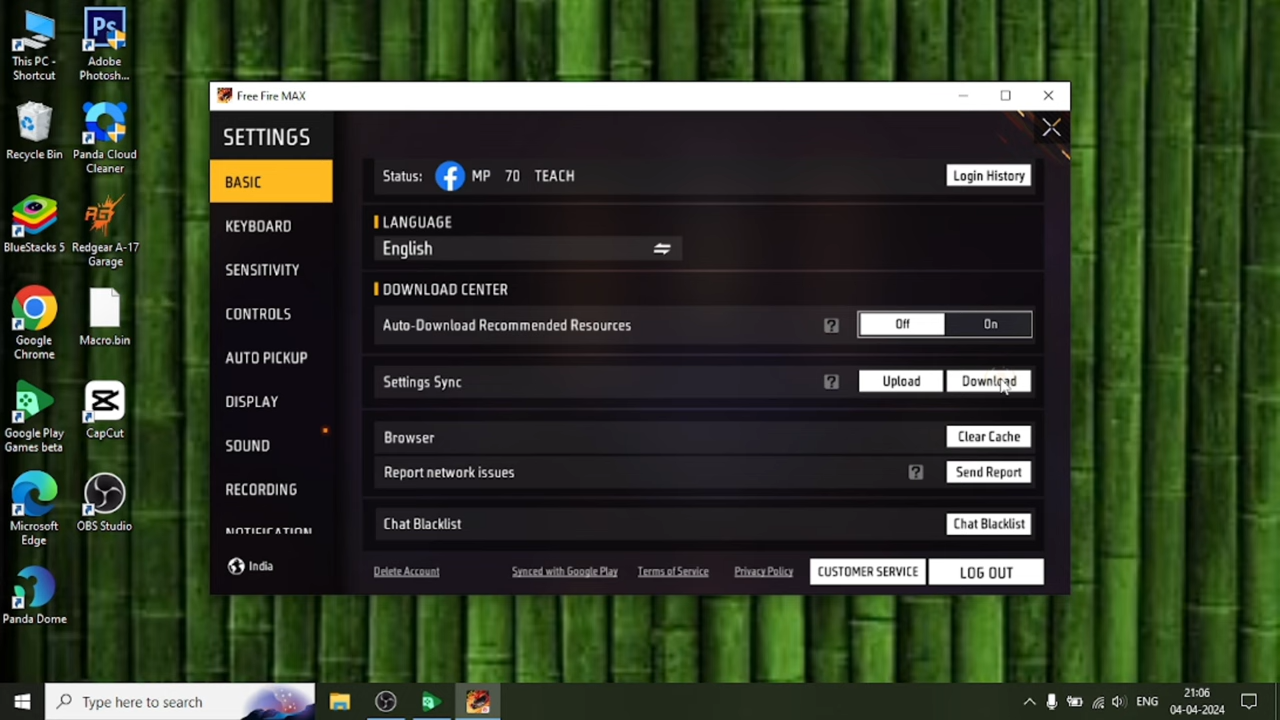 This PC -
Shortcut
Adobe
Photosh...
Recycle Bin
Panda Cloud
Cleaner
BlueStacks 5
Redgear A-17
Garage
Google
Chrome
Macro.bin
Google Play
Games beta
CapCut
Microsoft
Edge
OBS Studio
Panda Dome
Ps
Free Fire MAX
SETTINGS
BASIC
KEYBOARD
SENSITIVITY
CONTROLS
AUTO PICKUP
DISPLAY
SOUND
RECORDING
NOTIFICATION
India
Status: MP 70 TEACH
Login History
LANGUAGE
English
DOWNLOAD CENTER
Auto-Download Recommended Resources ? Off On
Settings Sync ? Upload Download
Browser Clear Cache
Report network issues ? Send Report
Chat Blacklist Chat Blacklist
Delete Account Synced with Google Play Terms of Service Privacy Policy CUSTOMER SERVICE LOG OUT
Type here to search
ENG
21:06
04-04-2024